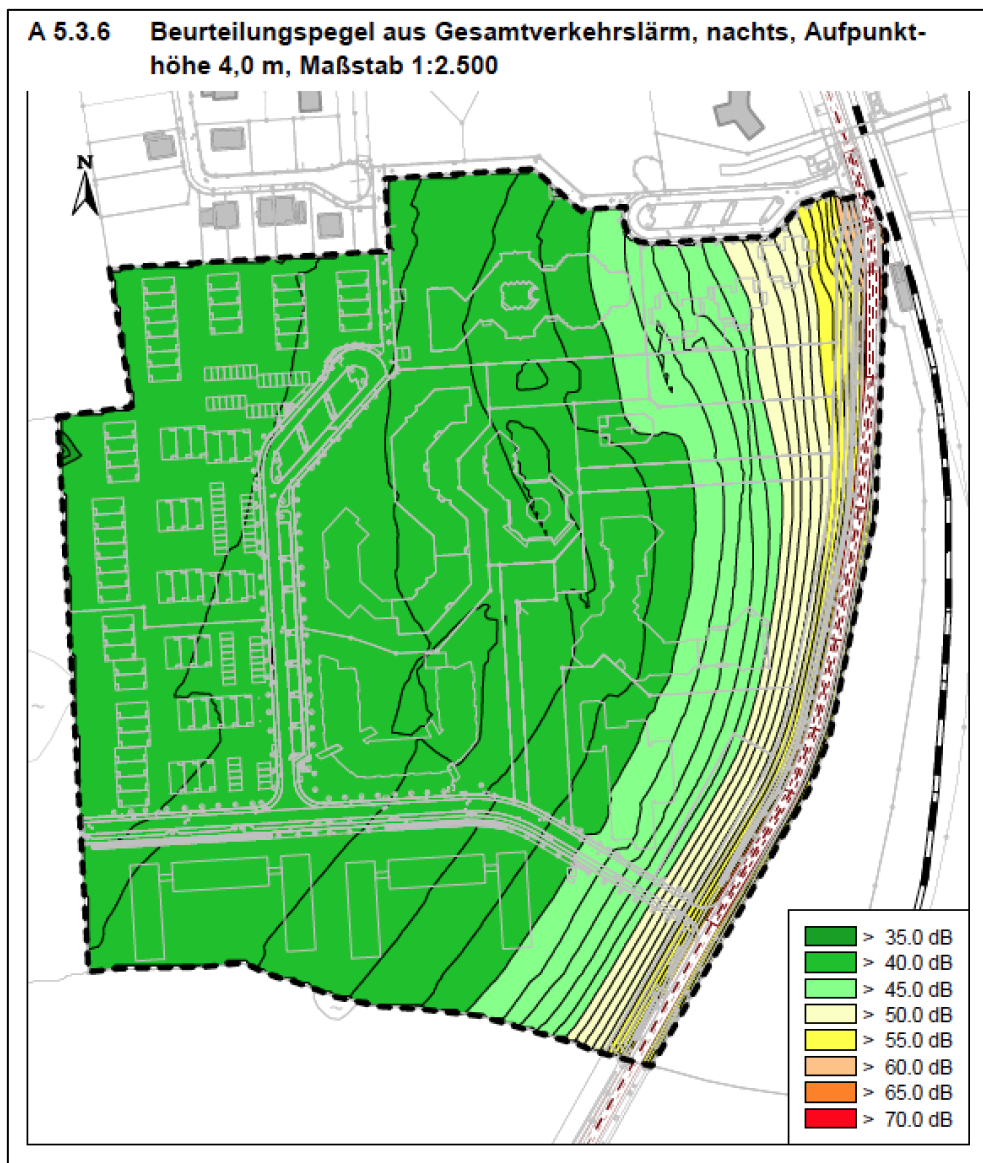 A 5.3.6 Beurteilungspegel aus Gesamtverkehrslärm, nachts, Aufpunkt-
höhe 4,0 m, Maßstab 1:2.500
N
> 35.0 dB
> 40.0 dB
> 45.0 dB
> 50.0 dB
> 55.0 dB
> 60.0 dB
> 65.0 dB
> 70.0 dB